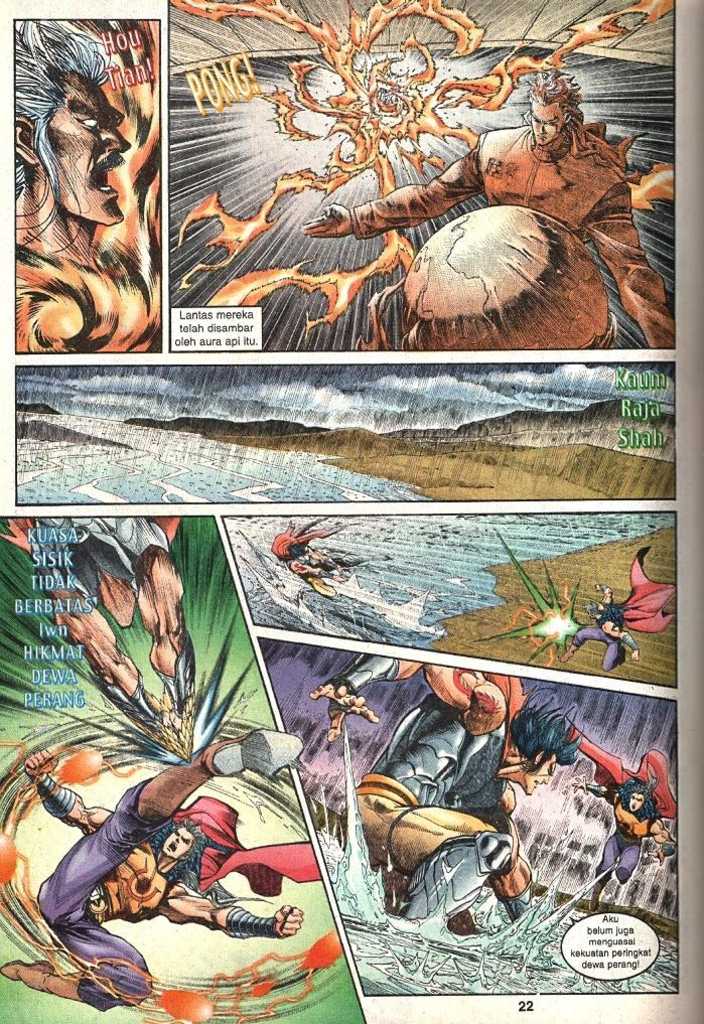 Hou
Tian!
PONG!
Lantas mereka
telah disambar
oleh aura api itu.
Kaum
Raja
Shah
KUASA
SISIK
TIDAK
BERBATAS
lwn
HIKMAT
DEWA
PERANG
Aku
belum juga
menguasai
kekuatan peringkat
dewa perang!
22